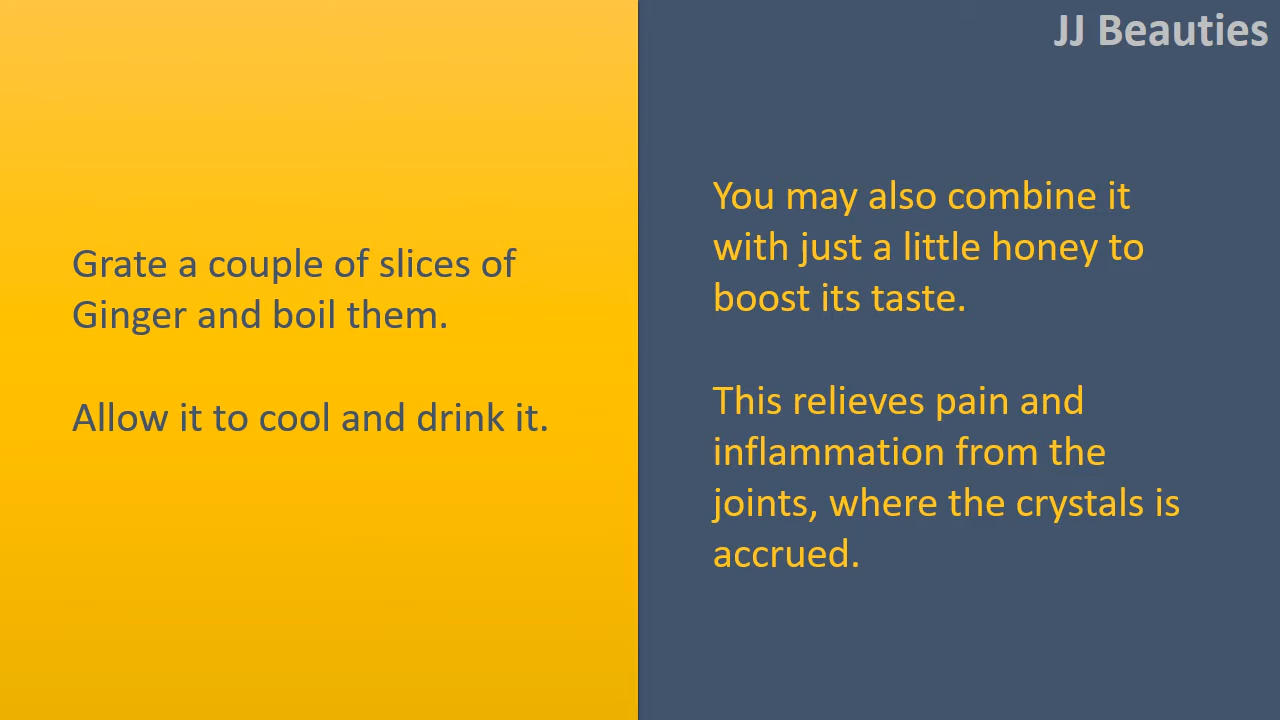 JJ Beauties
Grate a couple of slices of
Ginger and boil them.
Allow it to cool and drink it.
You may also combine it
with just a little honey to
boost its taste.
This relieves pain and
inflammation from the
joints, where the crystals is
accrued.